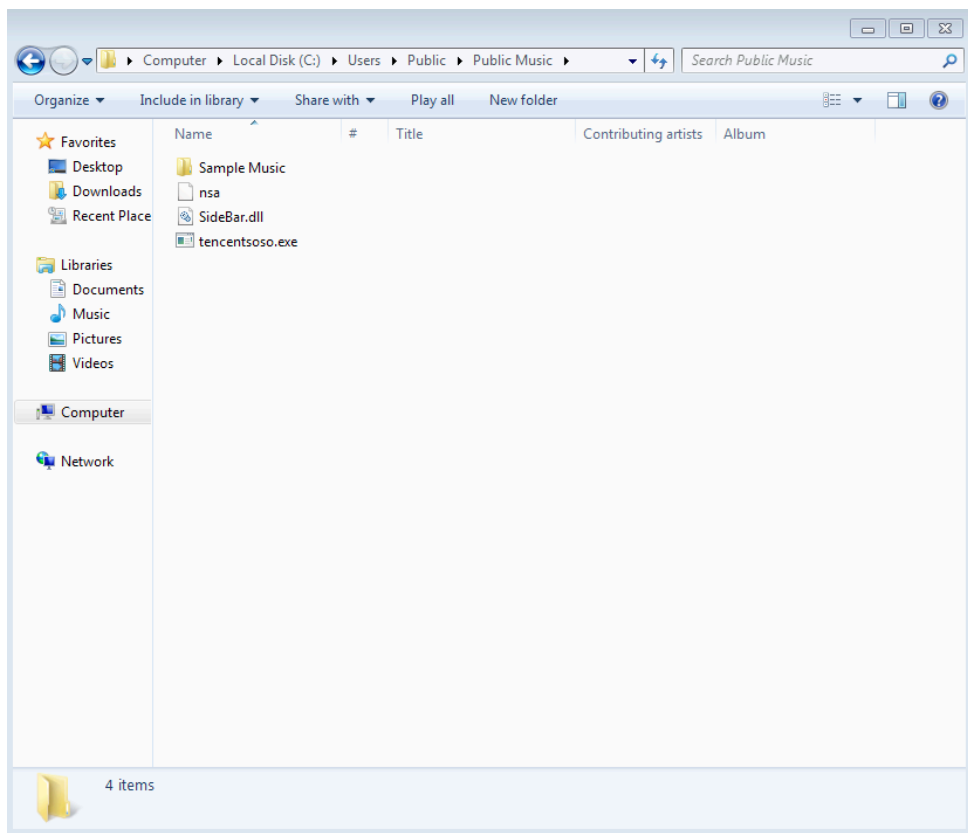 Computer Local Disk (C:) Users Public Public Music Search Public Music
Organize Include in library Share with Play all New folder
Favorites
Desktop
Downloads
Recent Place
Libraries
Documents
Music
Pictures
Videos
Computer
Network
Name # Title Contributing artists Album
Sample Music
nsa
SideBar.dll
tencentsoso.exe
4 items